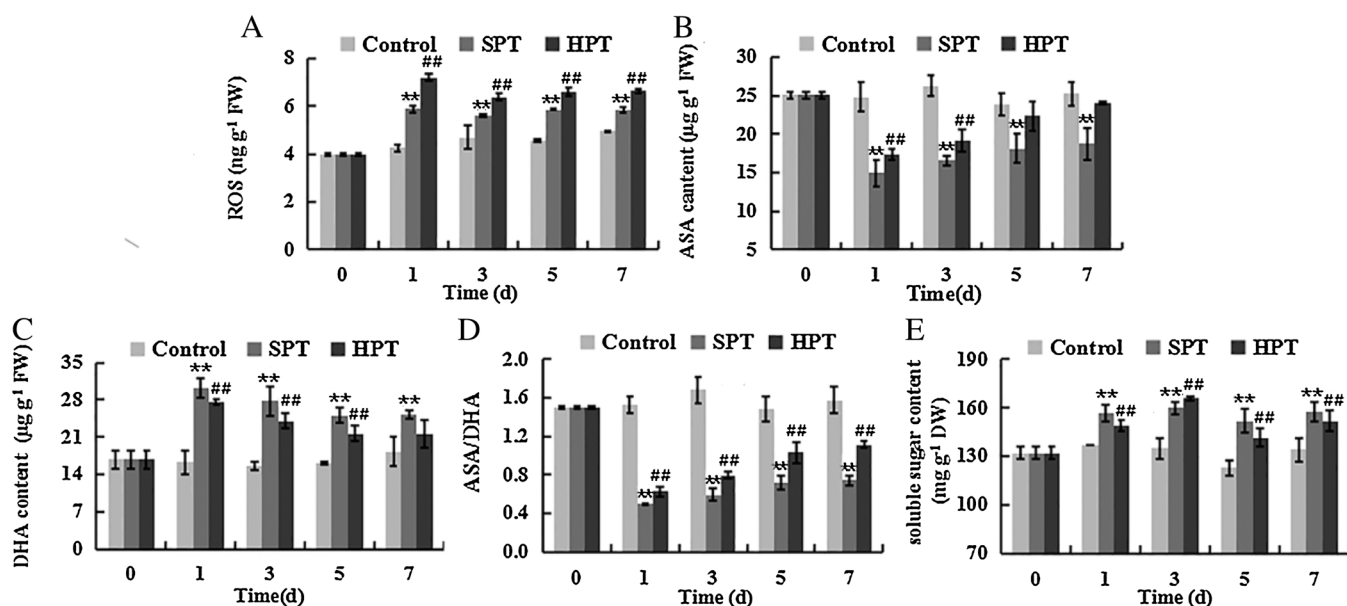 A
Control SPT HPT
ROS (ng g¹ FW)
8
6
4
2
0
** ## ** ## ** ## ** ##
0 1 3 5 7
Time (d)
B
Control SPT HPT
ASA cantent (µg g¹ FW)
30
25
20
15
10
5
** ## ** ## ** **
0 1 3 5 7
Time(d)
C
Control SPT HPT
DHA content (µg g¹ FW)
35
28
21
14
7
0
** ## ** ## ** ## **
0 1 3 5 7
Time(d)
D
Control SPT HPT
ASA/DHA
2.0
1.6
1.2
0.8
0.4
0.0
** ## ** ## ** ## ** ##
0 1 3 5 7
Time(d)
E
Control SPT HPT
soluble sugar content
(mg g¹ DW)
190
160
130
100
70
** ## ** ## ** ## ** ##
0 1 3 5 7
Time(d)